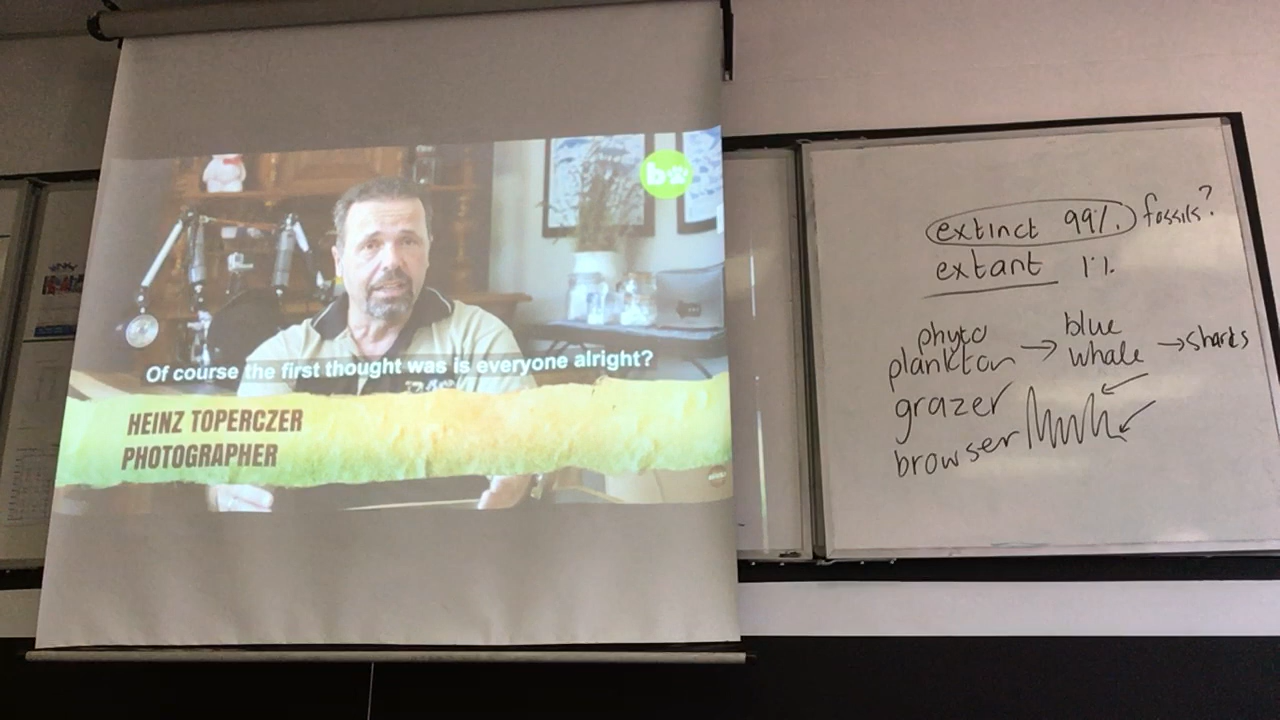 b
Of course the first thought was is everyone alright?
HEINZ TOPERCZER
PHOTOGRAPHER
extinct 99%. fossils?
extant 1%.
phyto plankton → blue whale → sharks
grazer
browser